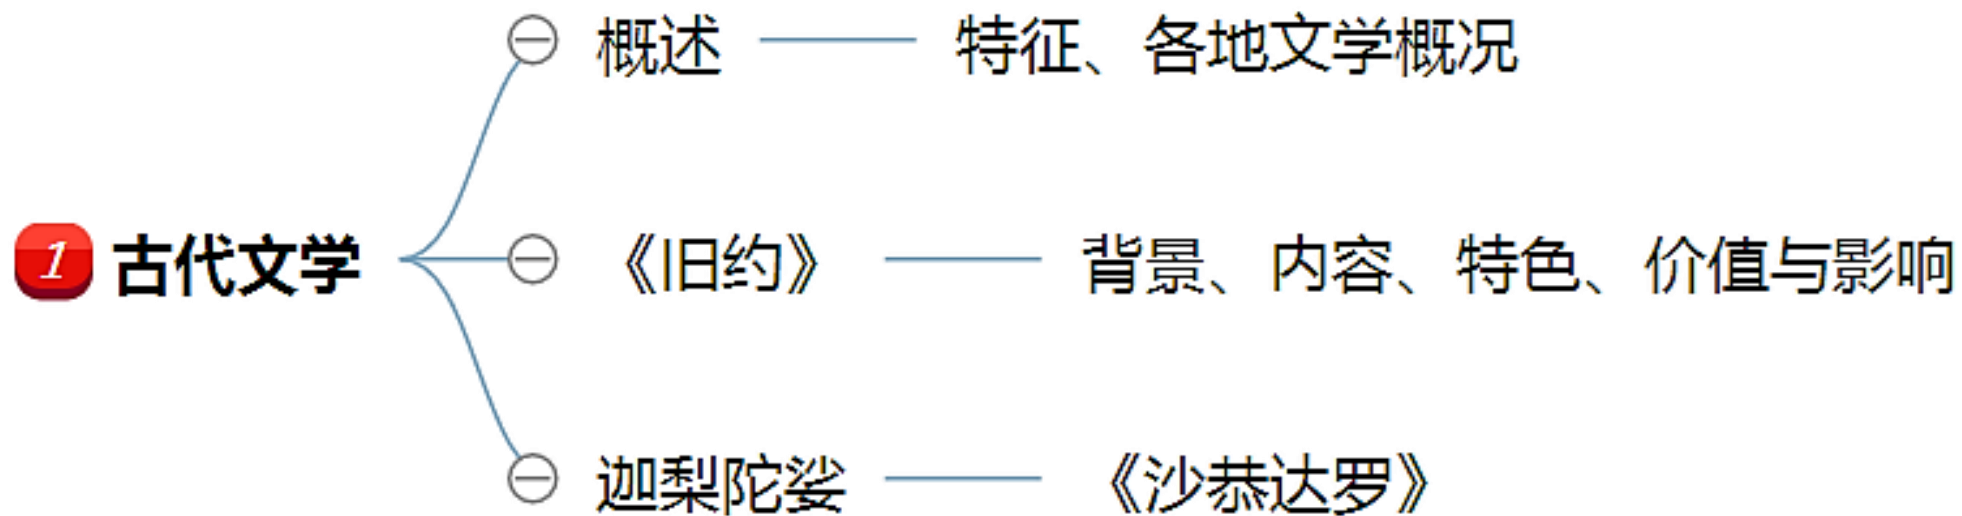 概述 特征、各地文学概况
1 古代文学 《旧约》 背景、内容、特色、价值与影响
迦梨陀娑 《沙恭达罗》